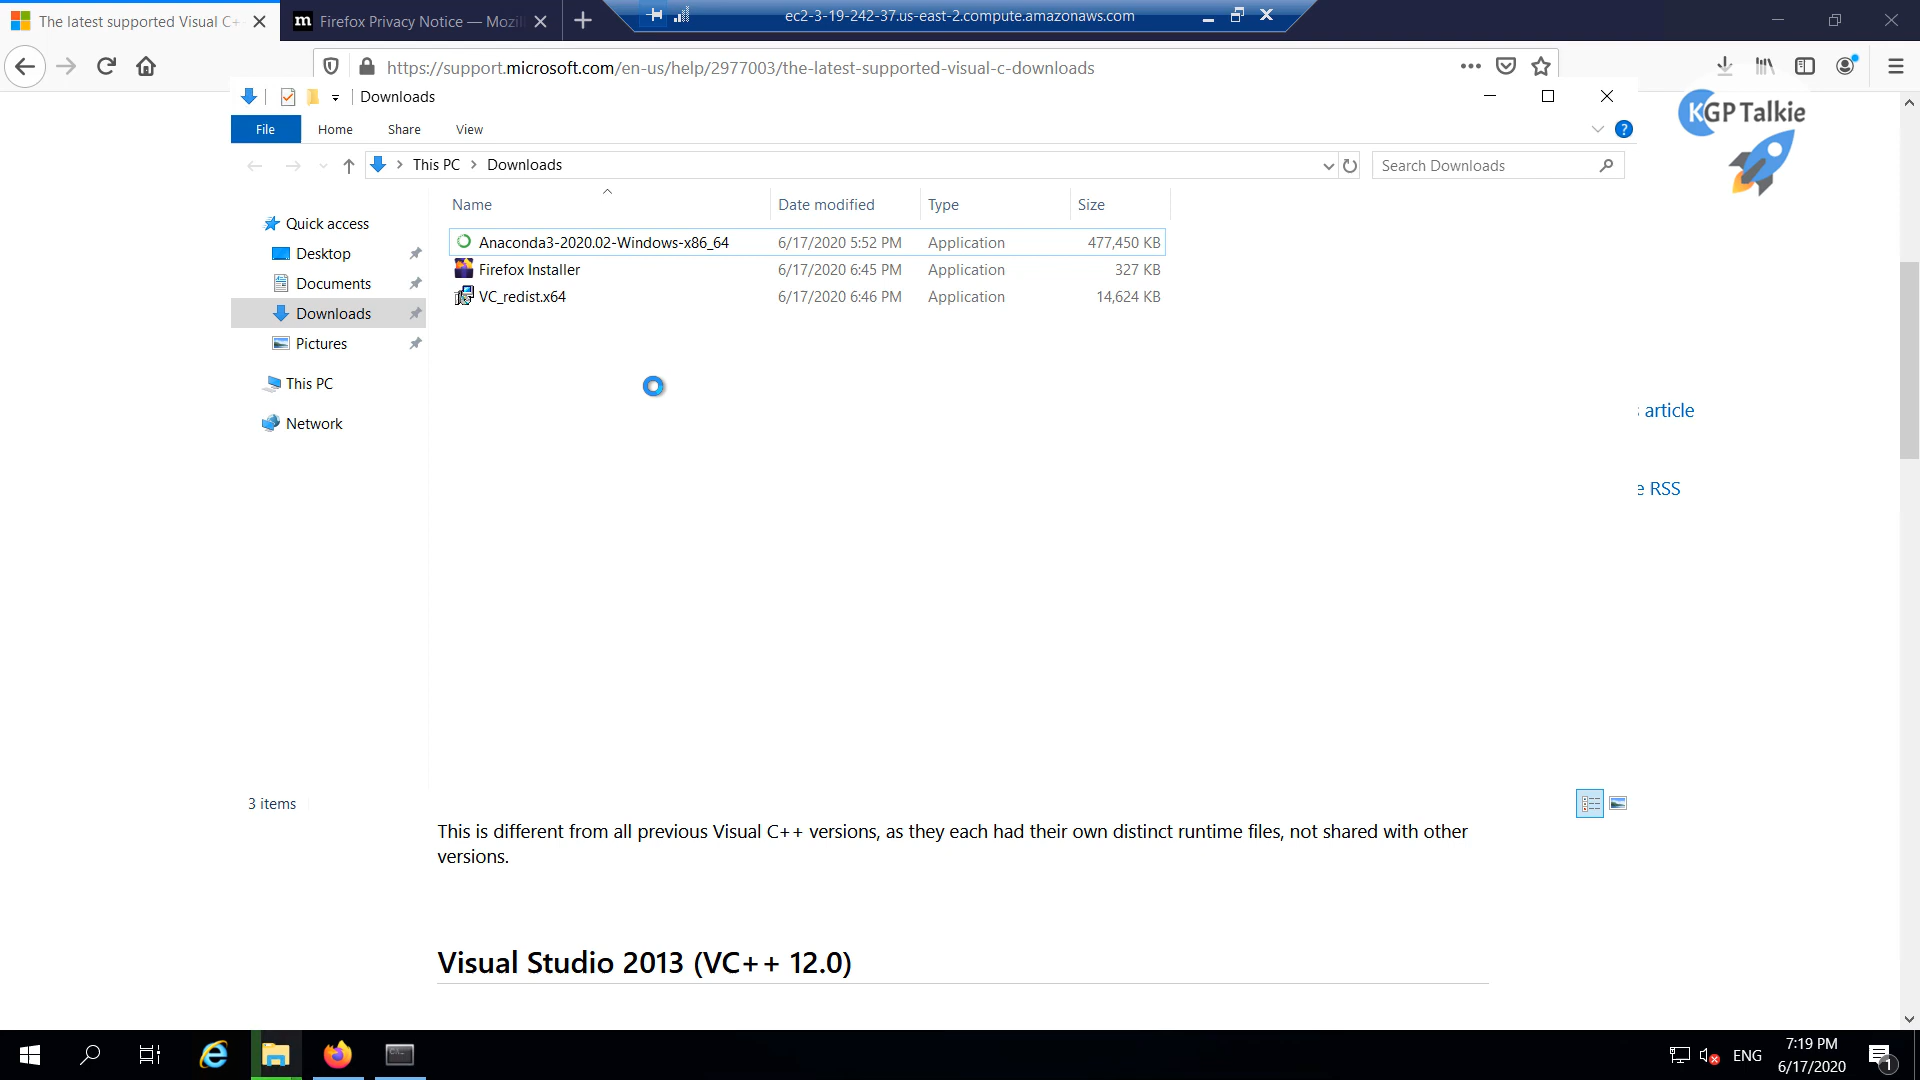 The latest supported Visual C+
Firefox Privacy Notice — Mozil
ec2-3-19-242-37.us-east-2.compute.amazonaws.com
https://support.microsoft.com/en-us/help/2977003/the-latest-supported-visual-c-downloads
Downloads
KGP Talkie
File Home Share View
This PC > Downloads
Search Downloads
Name Date modified Type Size
Quick access
Desktop
Documents
Downloads
Pictures
This PC
Network
Anaconda3-2020.02-Windows-x86_64 6/17/2020 5:52 PM Application 477,450 KB
Firefox Installer 6/17/2020 6:45 PM Application 327 KB
VC_redist.x64 6/17/2020 6:46 PM Application 14,624 KB
article
e RSS
3 items
This is different from all previous Visual C++ versions, as they each had their own distinct runtime files, not shared with other
versions.
Visual Studio 2013 (VC++ 12.0)
ENG
7:19 PM
6/17/2020
1